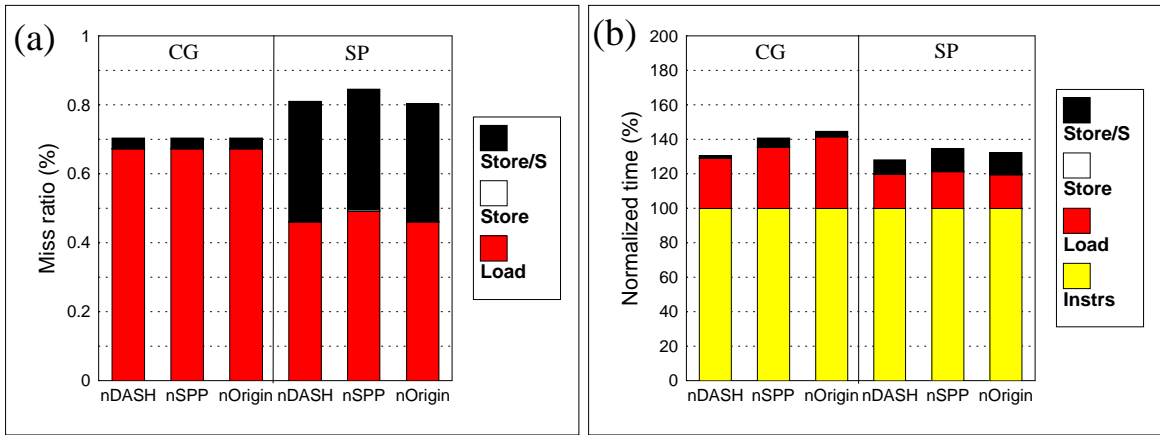 (a)
CG SP
Miss ratio (%)
1
0.8
0.6
0.4
0.2
0
nDASH nSPP nOrigin nDASH nSPP nOrigin
Store/S
Store
Load
(b)
CG SP
Normalized time (%)
200
180
160
140
120
100
80
60
40
20
0
nDASH nSPP nOrigin nDASH nSPP nOrigin
Store/S
Store
Load
Instrs